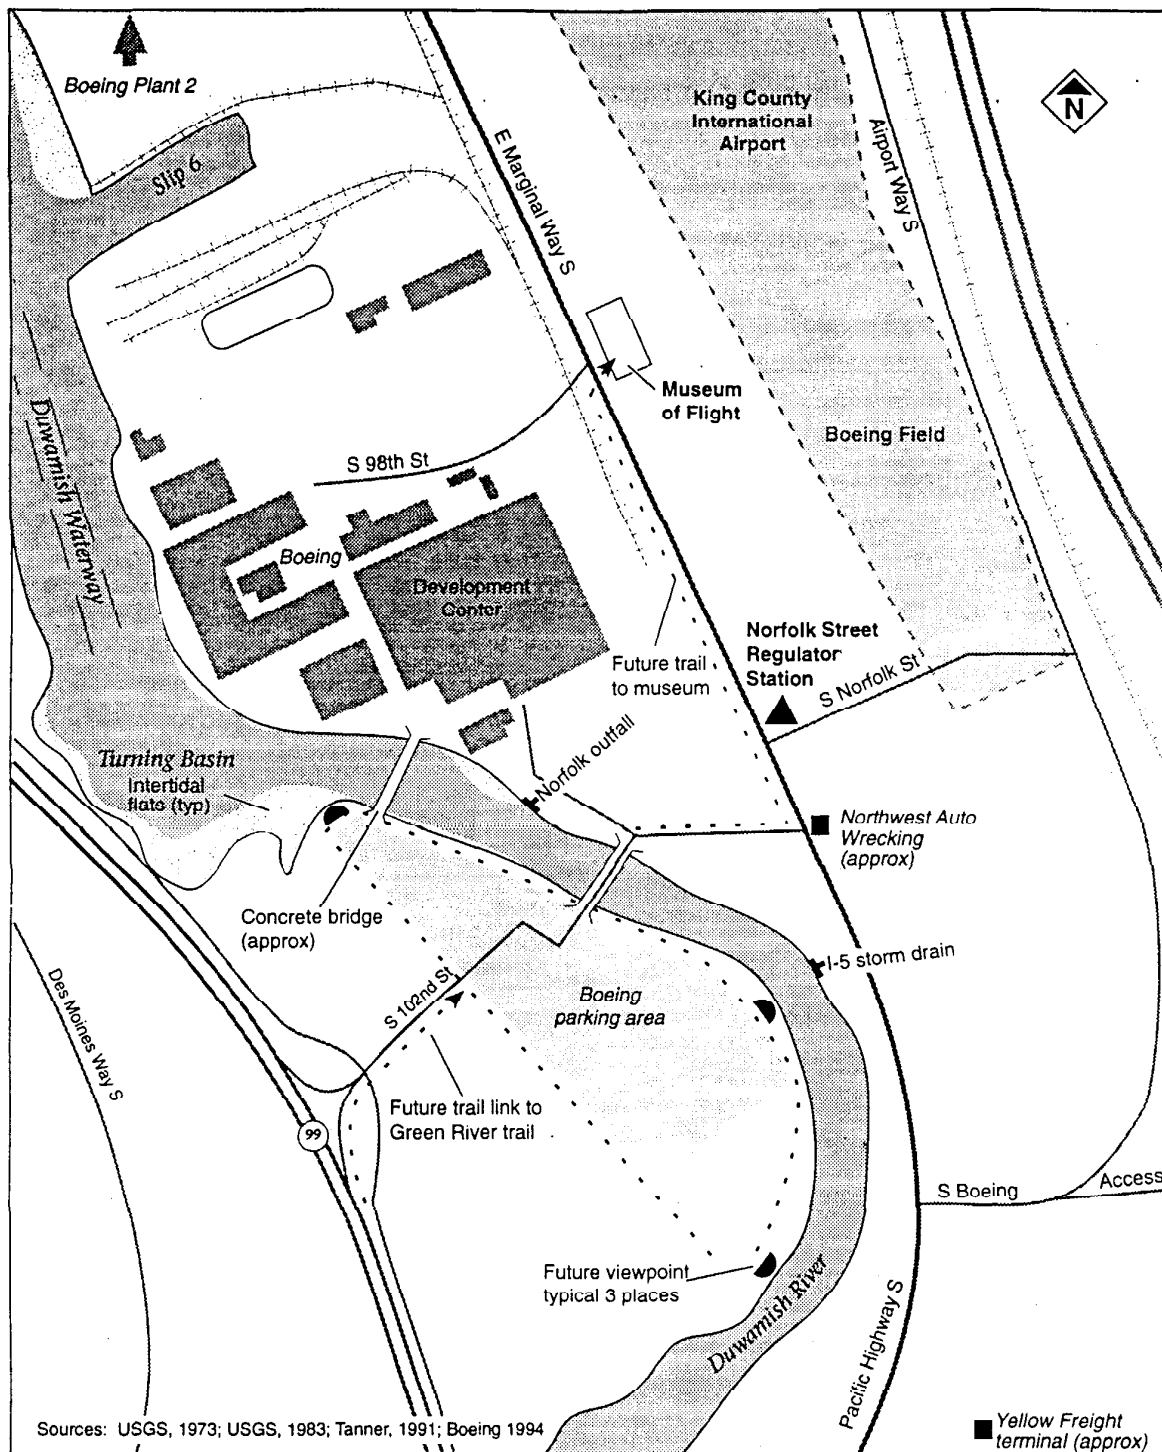 Boeing Plant 2
Slip 6
E Marginal Way S
King County
International
Airport
Airport Way S
N
Museum
of Flight
Boeing Field
Duwamish Waterway
S 98th St
Boeing
Development
Center
Future trail
to museum
Norfolk Street
Regulator
Station
S Norfolk St
Turning Basin
Intertidal
flats (typ)
Norfolk outfall
Northwest Auto
Wrecking
(approx)
Concrete bridge
(approx)
I-5 storm drain
Des Moines Way S
S 102nd St
Boeing
parking area
Future trail link to
Green River trail
99
S Boeing
Access
Future viewpoint
typical 3 places
Duwamish River
Pacific Highway S
Sources: USGS, 1973; USGS, 1983; Tanner, 1991; Boeing 1994
Yellow Freight
terminal (approx)